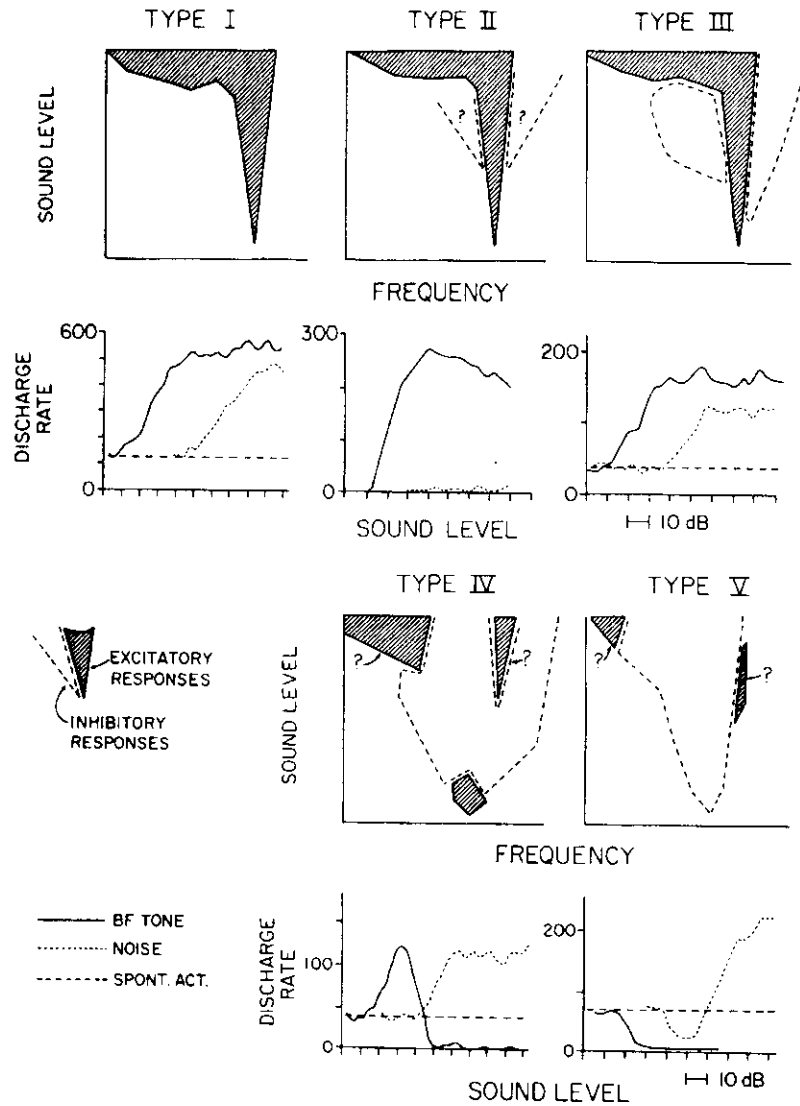 TYPE I
TYPE II
TYPE III
SOUND LEVEL
? ?
FREQUENCY
DISCHARGE
RATE
600
0
300
0
200
0
SOUND LEVEL
10 dB
TYPE IV
TYPE V
EXCITATORY
RESPONSES
INHIBITORY
RESPONSES
SOUND LEVEL
? ?
? ?
FREQUENCY
BF TONE
NOISE
SPONT. ACT.
DISCHARGE
RATE
100
0
200
0
SOUND LEVEL
10 dB